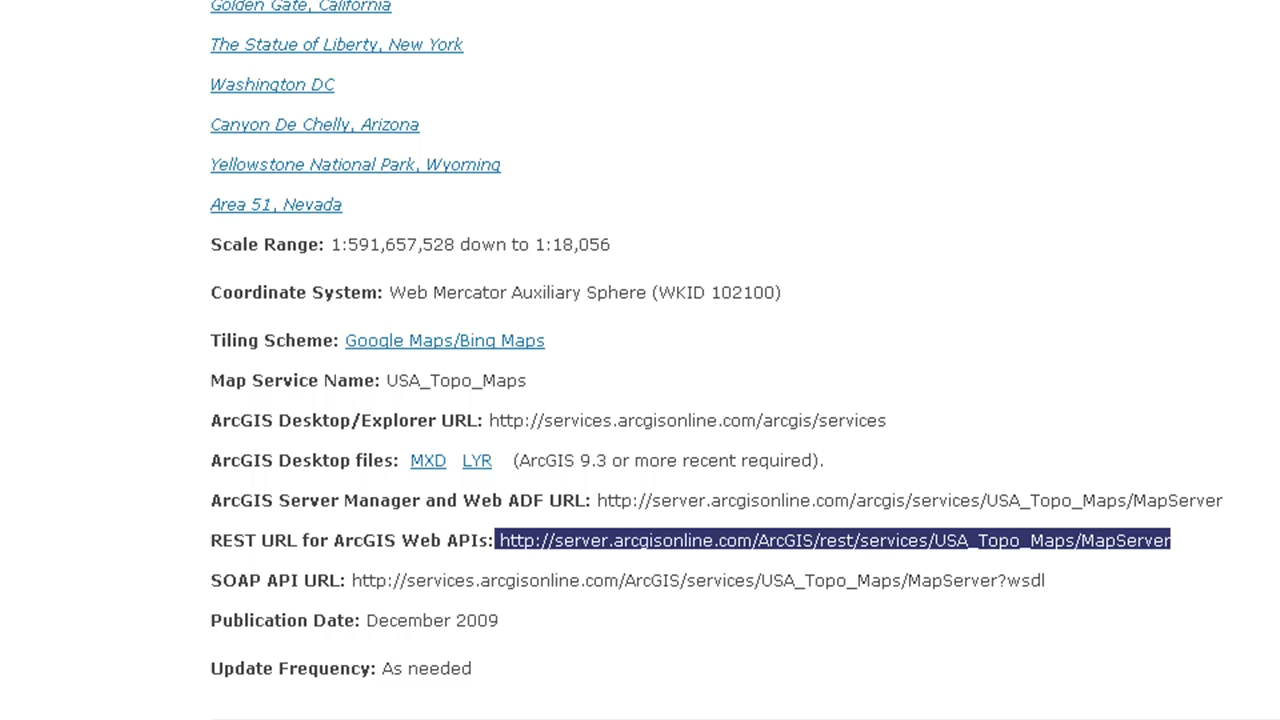 Golden Gate, California
The Statue of Liberty, New York
Washington DC
Canyon De Chelly, Arizona
Yellowstone National Park, Wyoming
Area 51, Nevada
Scale Range: 1:591,657,528 down to 1:18,056
Coordinate System: Web Mercator Auxiliary Sphere (WKID 102100)
Tiling Scheme: Google Maps/Bing Maps
Map Service Name: USA_Topo_Maps
ArcGIS Desktop/Explorer URL: http://services.arcgisonline.com/arcgis/services
ArcGIS Desktop files: MXD LYR (ArcGIS 9.3 or more recent required).
ArcGIS Server Manager and Web ADF URL: http://server.arcgisonline.com/arcgis/services/USA_Topo_Maps/MapServer
REST URL for ArcGIS Web APIs: http://server.arcgisonline.com/ArcGIS/rest/services/USA_Topo_Maps/MapServer
SOAP API URL: http://services.arcgisonline.com/ArcGIS/services/USA_Topo_Maps/MapServer?wsdl
Publication Date: December 2009
Update Frequency: As needed